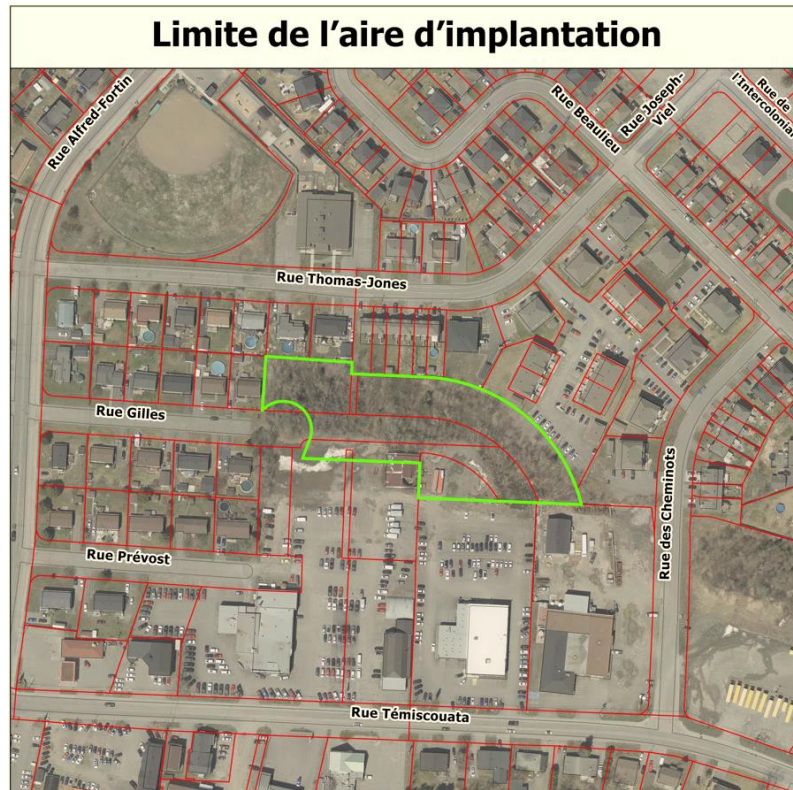 Limite de l'aire d'implantation
Rue Alfred-Fortin
Rue Beaulieu
Rue Joseph-
Viel
Rue de
l'Intercolonial
Rue Thomas-Jones
Rue Gilles
Rue des Cheminots
Rue Prévost
Rue Témiscouata